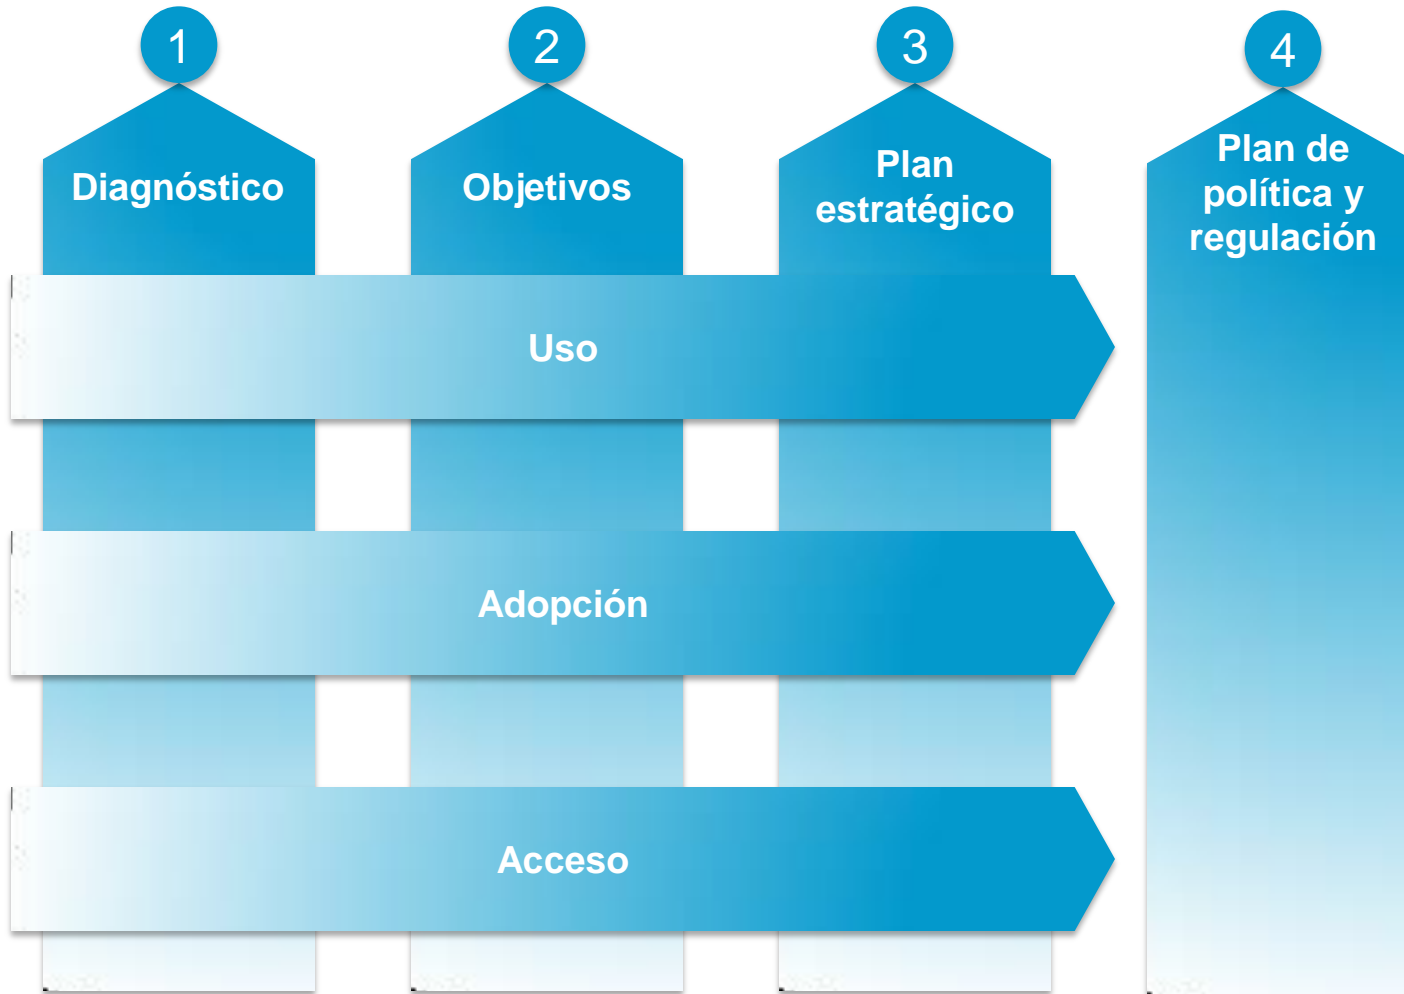 1
2
3
4
Diagnóstico
Objetivos
Plan
estratégico
Plan de
política y
regulación
Uso
Adopción
Acceso